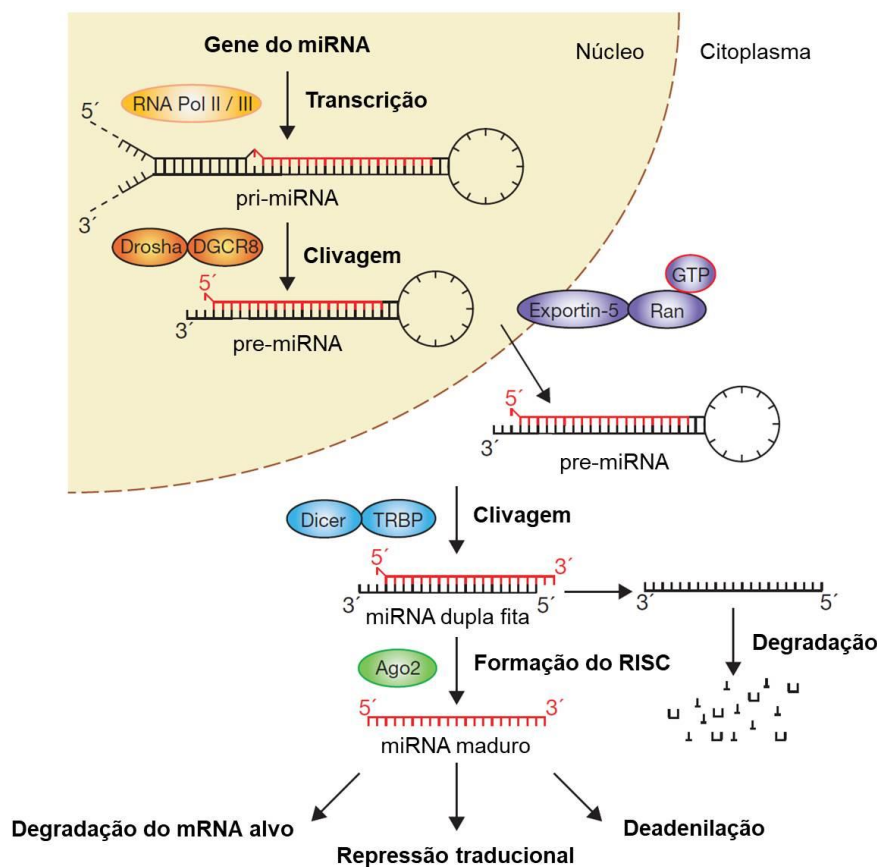 Gene do miRNA
Núcleo
Citoplasma
RNA Pol II / III
Transcrição
5´
3´
pri-miRNA
Drosha
DGCR8
Clivagem
5´
3´
pre-miRNA
GTP
Exportin-5
Ran
5´
3´
pre-miRNA
Dicer
TRBP
Clivagem
5´
3´
3´
5´
miRNA dupla fita
3´
5´
Ago2
Formação do RISC
Degradação
5´
3´
miRNA maduro
Degradação do mRNA alvo
Repressão traducional
Deadenilação